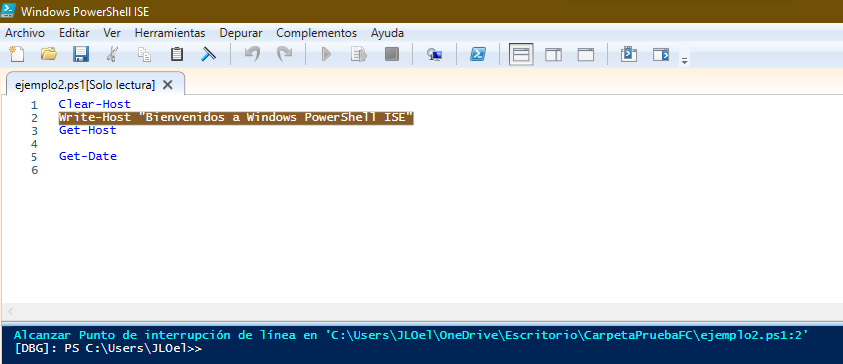 Windows PowerShell ISE
Archivo Editar Ver Herramientas Depurar Complementos Ayuda
ejemplo2.ps1[Solo lectura]
1 Clear-Host
2 Write-Host "Bienvenidos a Windows PowerShell ISE"
3 Get-Host
4
5 Get-Date
6
Alcanzar Punto de interrupción de línea en 'C:\Users\JLOel\OneDrive\Escritorio\CarpetaPruebaFC\ejemplo2.ps1:2'
[DBG]: PS C:\Users\JLOel>>